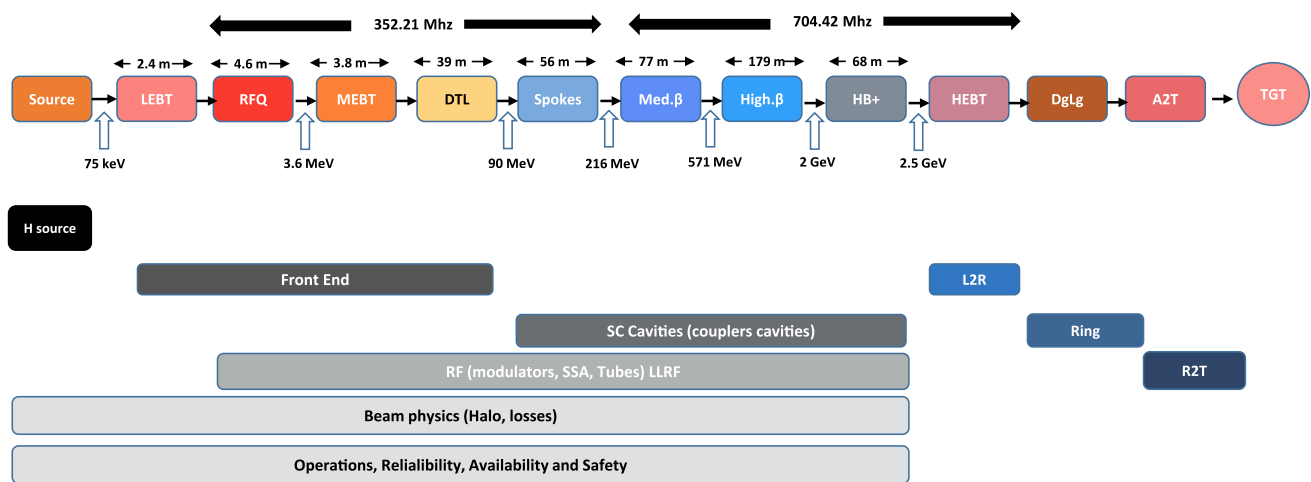 352.21 Mhz
704.42 Mhz
2.4 m
4.6 m
3.8 m
39 m
56 m
77 m
179 m
68 m
Source
LEBT
RFQ
MEBT
DTL
Spokes
Med.β
High.β
HB+
HEBT
DgLg
A2T
TGT
75 keV
3.6 MeV
90 MeV
216 MeV
571 MeV
2 GeV
2.5 GeV
H source
Front End
L2R
SC Cavities (couplers cavities)
Ring
RF (modulators, SSA, Tubes) LLRF
R2T
Beam physics (Halo, losses)
Operations, Relialibility, Availability and Safety